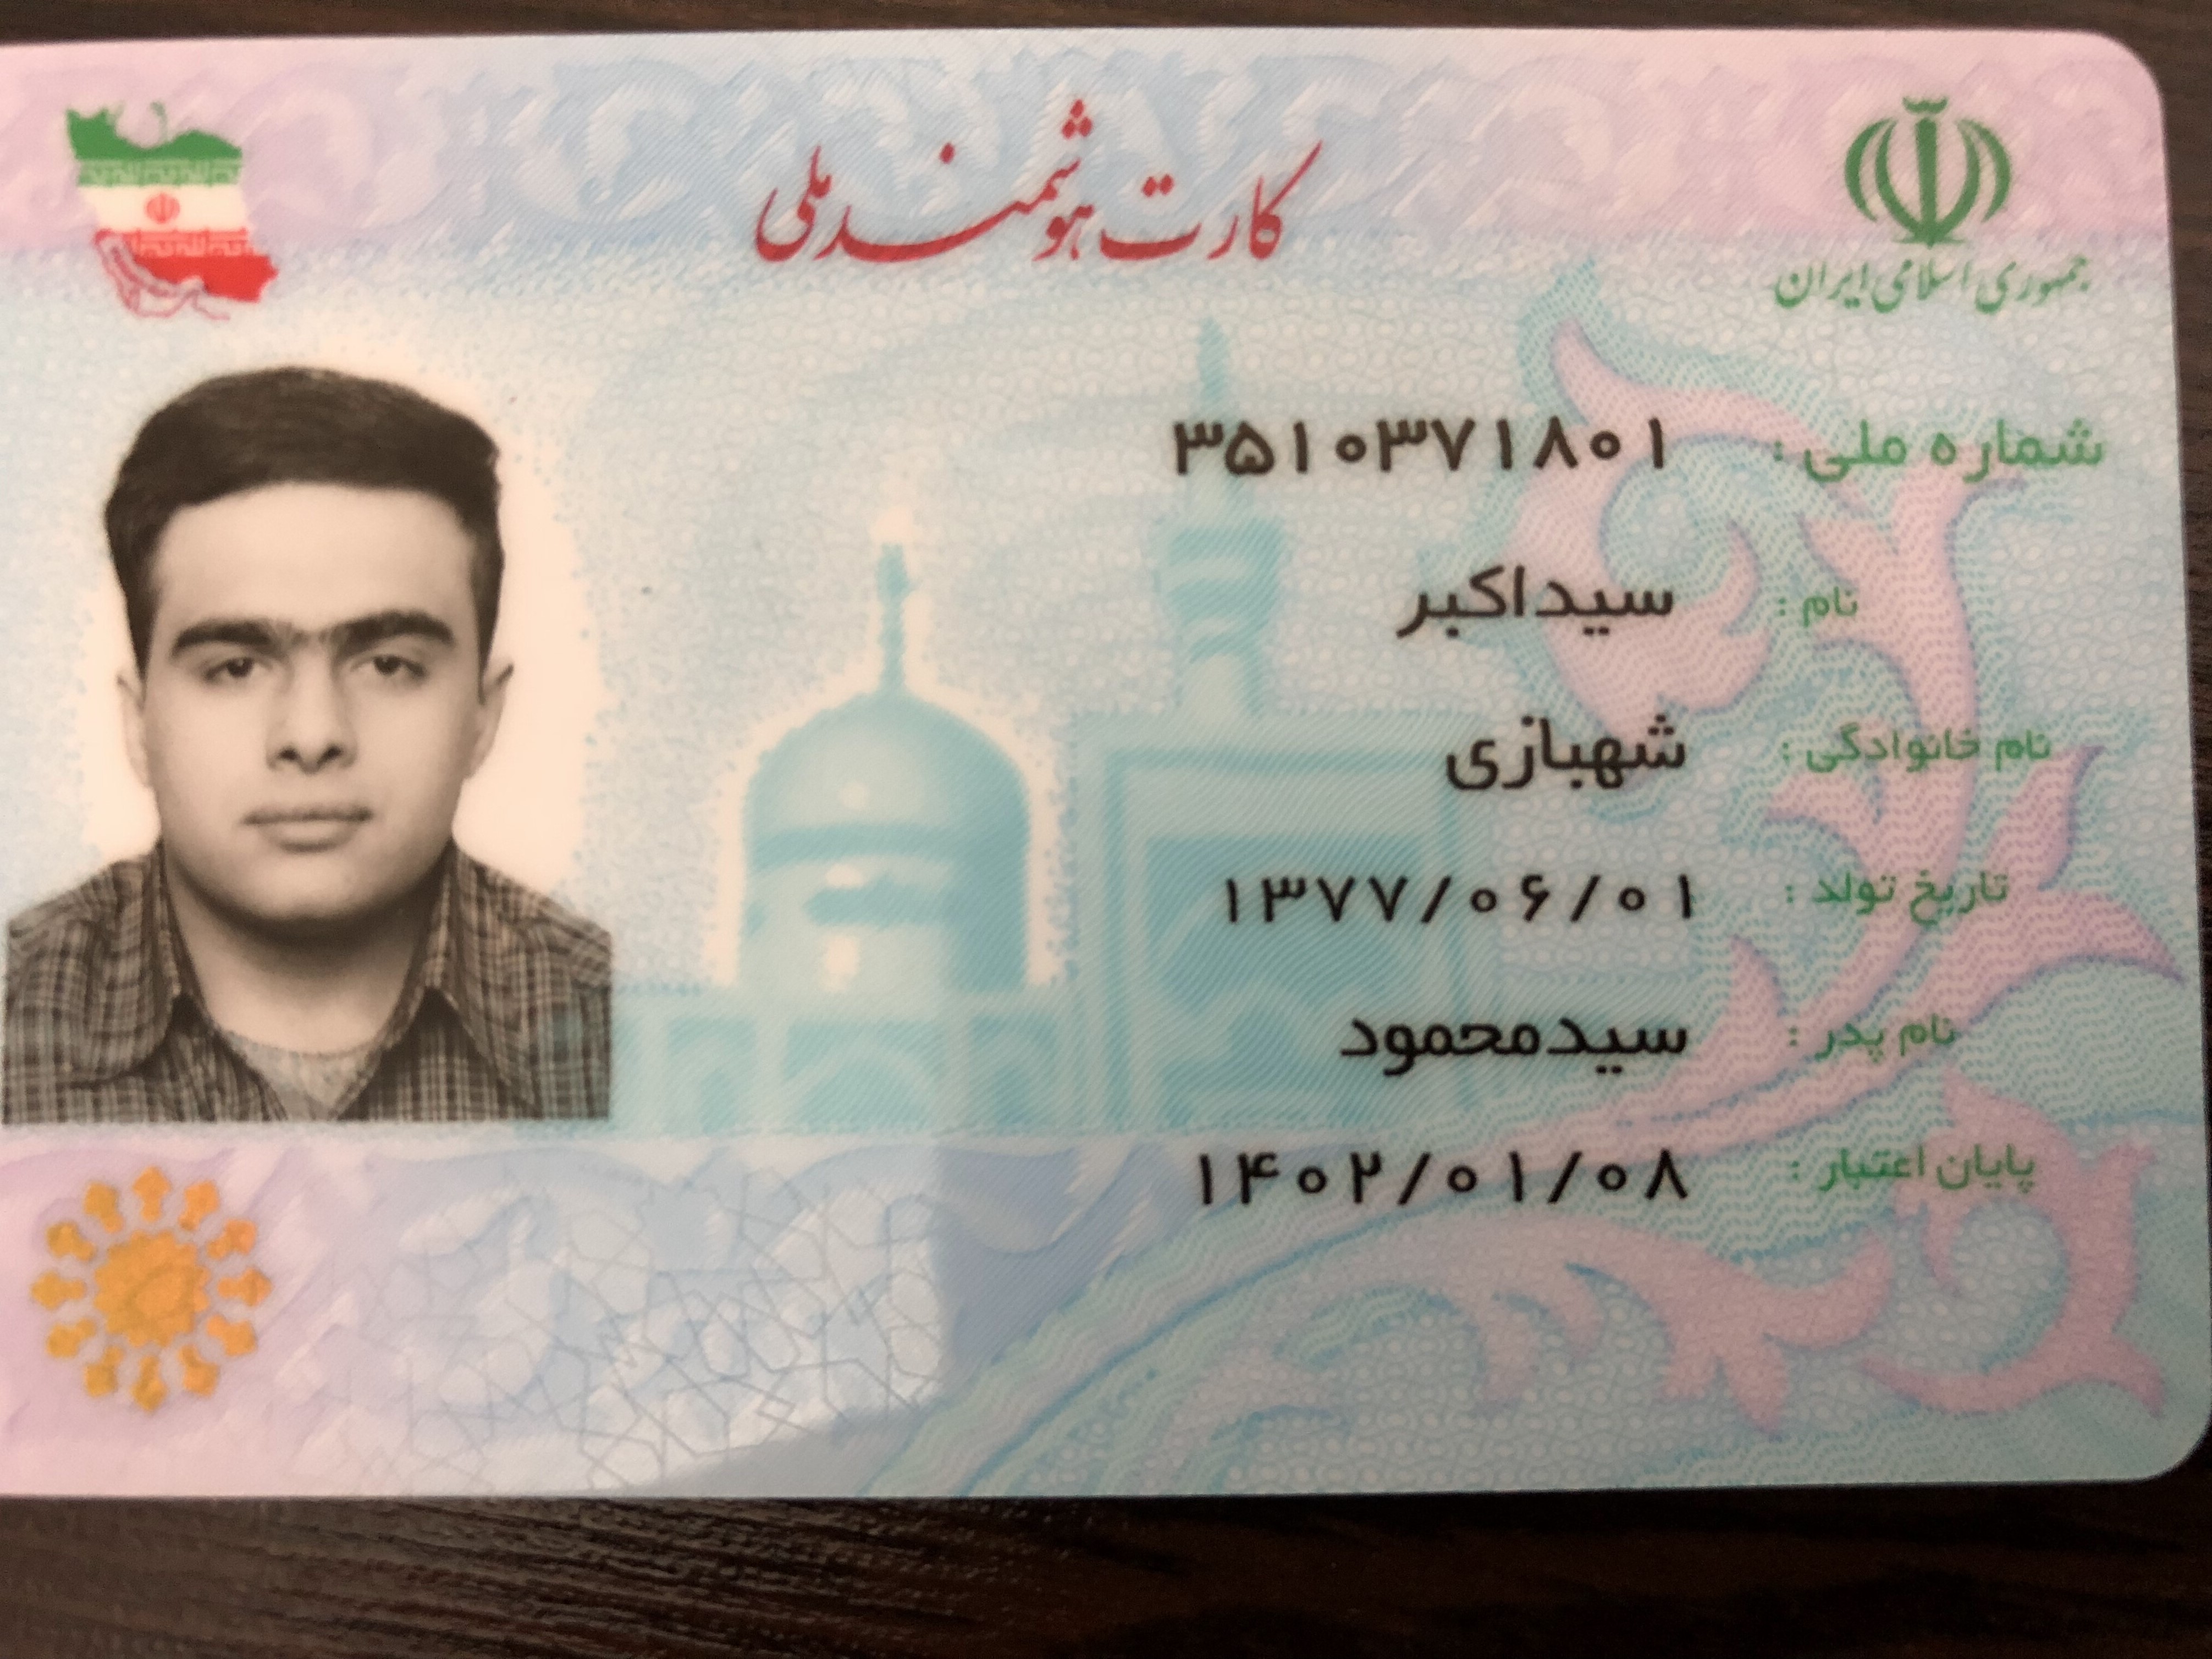 کارت هوشمند ملی
جمهوری اسلامی ایران
شماره ملی : ۳۵۱۰۳۷۱۸۰۱
نام : سیداکبر
نام خانوادگی : شهبازی
تاریخ تولد : ۱۳۷۷/۰۶/۰۱
نام پدر : سیدمحمود
پایان اعتبار : ۱۴۰۲/۰۱/۰۸